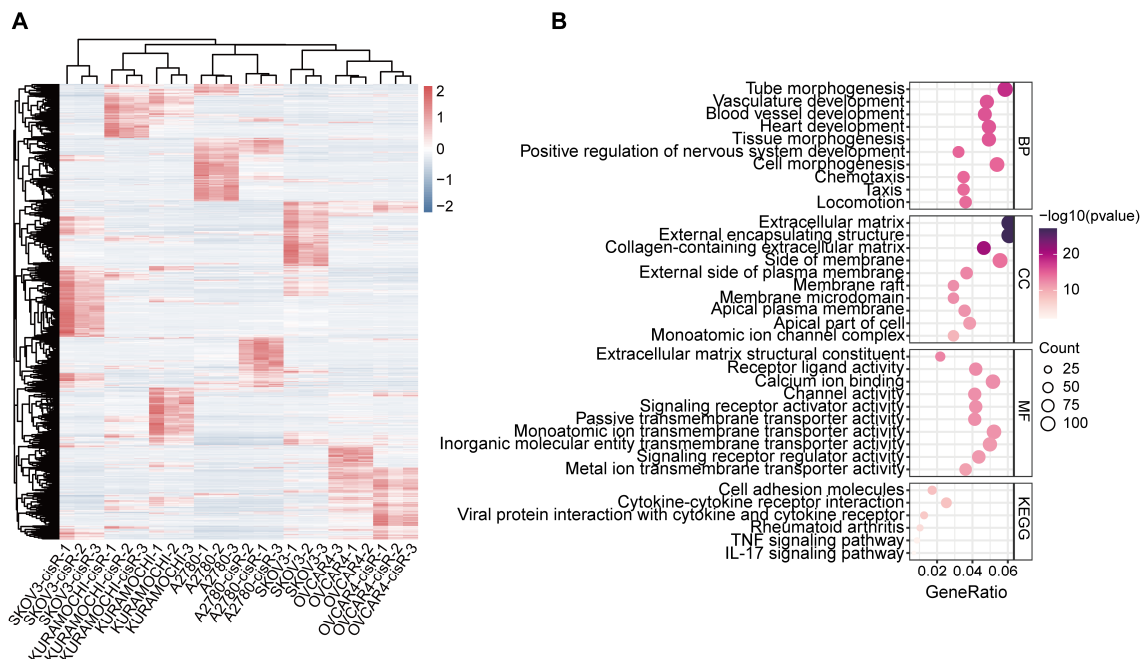 A
B
2
1
0
−1
−2
SKOV3-cisR-1
SKOV3-cisR-2
SKOV3-cisR-3
KURAMOCHI-cisR-1
KURAMOCHI-cisR-2
KURAMOCHI-cisR-3
KURAMOCHI-1
KURAMOCHI-2
KURAMOCHI-3
A2780-1
A2780-2
A2780-3
A2780-cisR-2
A2780-cisR-1
A2780-cisR-3
SKOV3-1
SKOV3-2
SKOV3-3
OVCAR4-3
OVCAR4-1
OVCAR4-2
OVCAR4-cisR-1
OVCAR4-cisR-2
OVCAR4-cisR-3
Tube morphogenesis
Vasculature development
Blood vessel development
Heart development
Tissue morphogenesis
Positive regulation of nervous system development
Cell morphogenesis
Chemotaxis
Taxis
Locomotion
BP
Extracellular matrix
External encapsulating structure
Collagen-containing extracellular matrix
Side of membrane
External side of plasma membrane
Membrane raft
Membrane microdomain
Apical plasma membrane
Apical part of cell
Monoatomic ion channel complex
CC
Extracellular matrix structural constituent
Receptor ligand activity
Calcium ion binding
Channel activity
Signaling receptor activator activity
Passive transmembrane transporter activity
Monoatomic ion transmembrane transporter activity
Inorganic molecular entity transmembrane transporter activity
Signaling receptor regulator activity
Metal ion transmembrane transporter activity
MF
Cell adhesion molecules
Cytokine-cytokine receptor interaction
Viral protein interaction with cytokine and cytokine receptor
Rheumatoid arthritis
TNF signaling pathway
IL-17 signaling pathway
KEGG
0.02 0.04 0.06
GeneRatio
−log10(pvalue)
20
10
Count
25
50
75
100